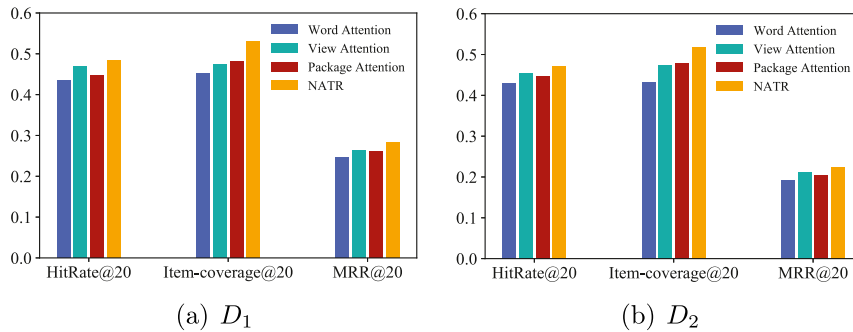 0.6
0.5
0.4
0.3
0.2
0.1
0.0
Word Attention
View Attention
Package Attention
NATR
HitRate@20
Item-coverage@20
MRR@20
(a) D₁
0.6
0.5
0.4
0.3
0.2
0.1
0.0
Word Attention
View Attention
Package Attention
NATR
HitRate@20
Item-coverage@20
MRR@20
(b) D₂